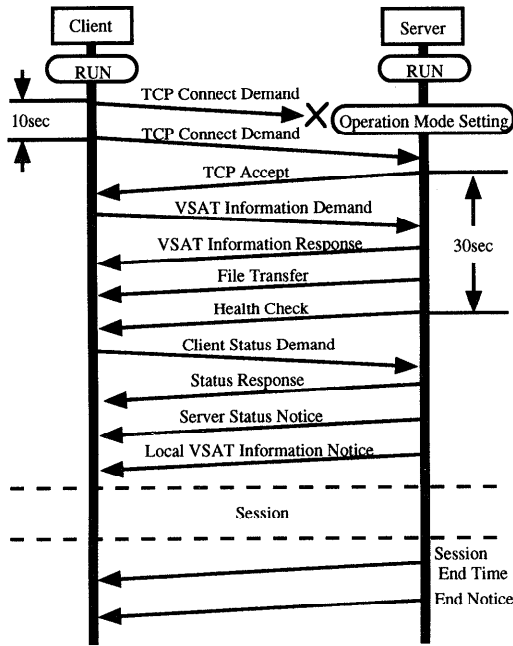 Client
Server
RUN
RUN
TCP Connect Demand
10sec
Operation Mode Setting
TCP Connect Demand
TCP Accept
VSAT Information Demand
VSAT Information Response
30sec
File Transfer
Health Check
Client Status Demand
Status Response
Server Status Notice
Local VSAT Information Notice
Session
Session
End Time
End Notice